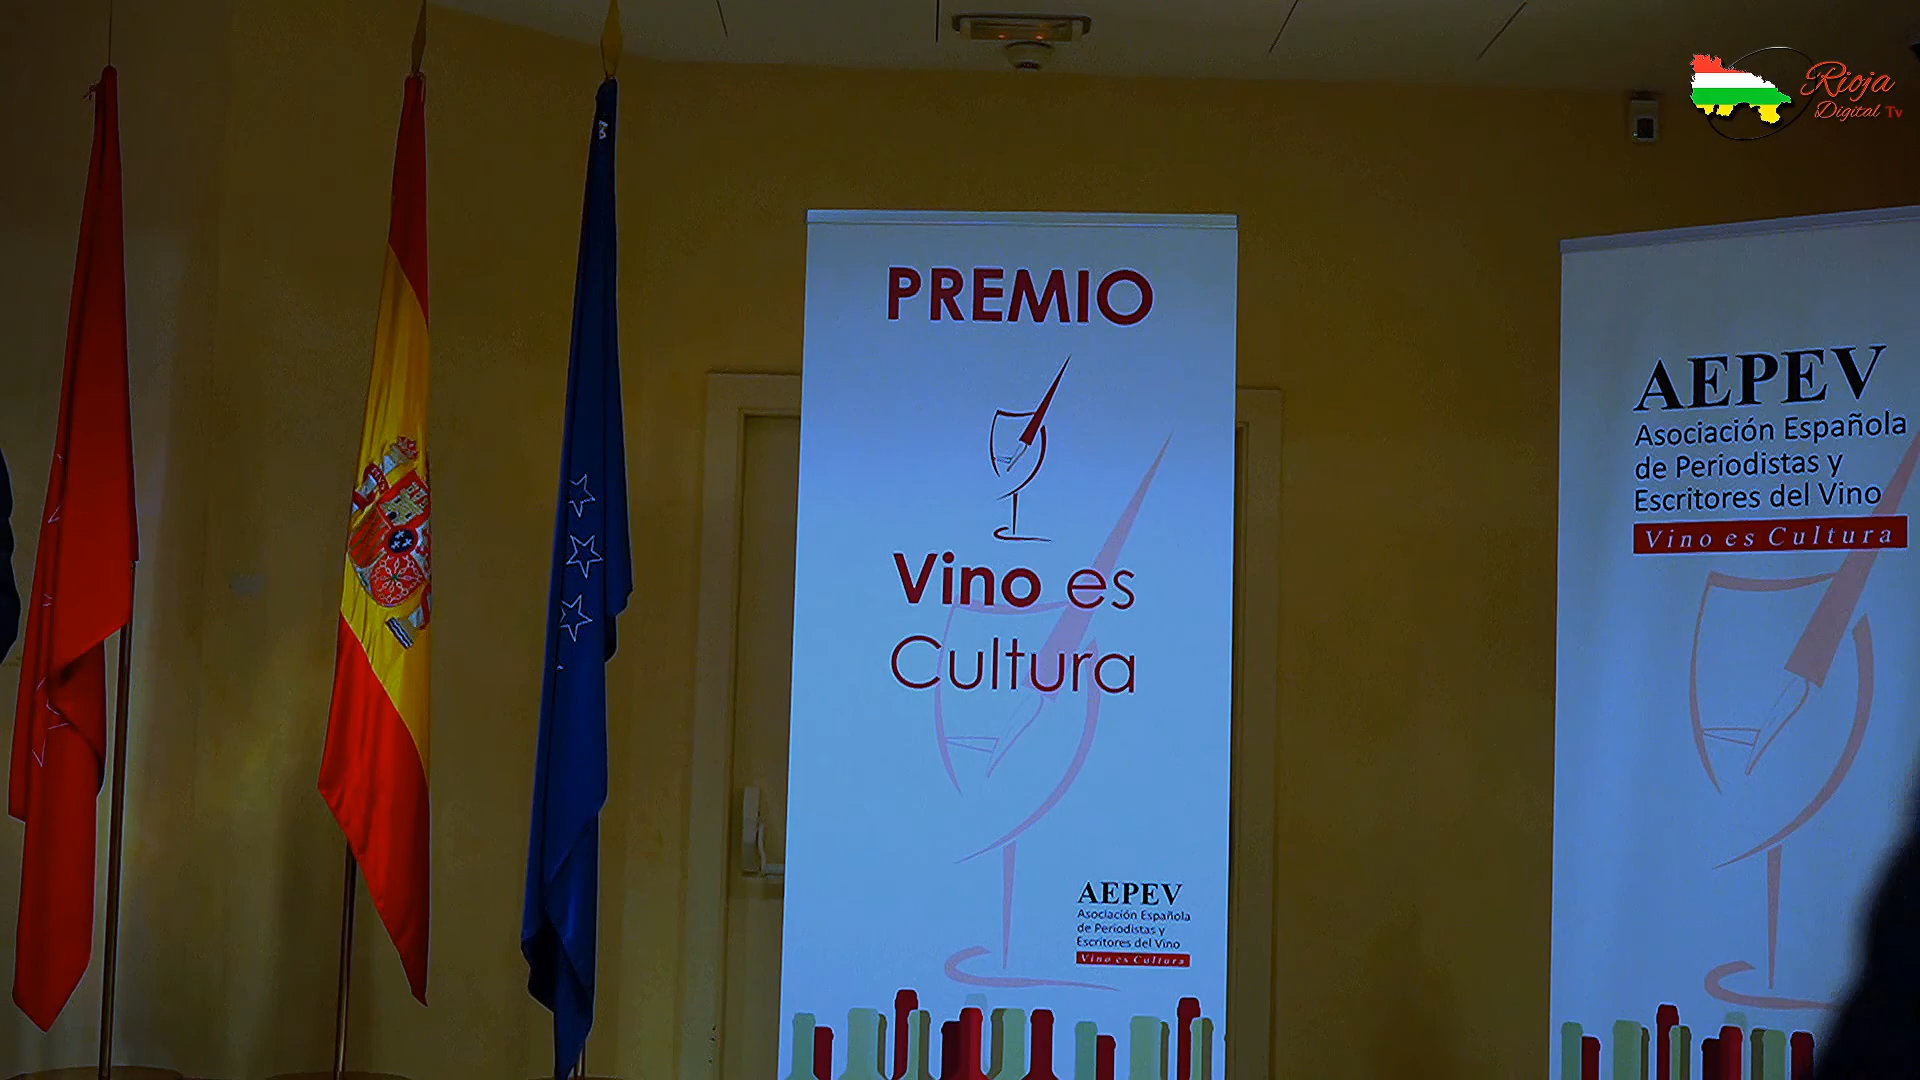 Rioja
Digital Tv
PREMIO
Vino es
Cultura
AEPEV
Asociación Española
de Periodistas y
Escritores del Vino
Vino es Cultura
AEPEV
Asociación Española
de Periodistas y
Escritores del Vino
Vino es Cultura